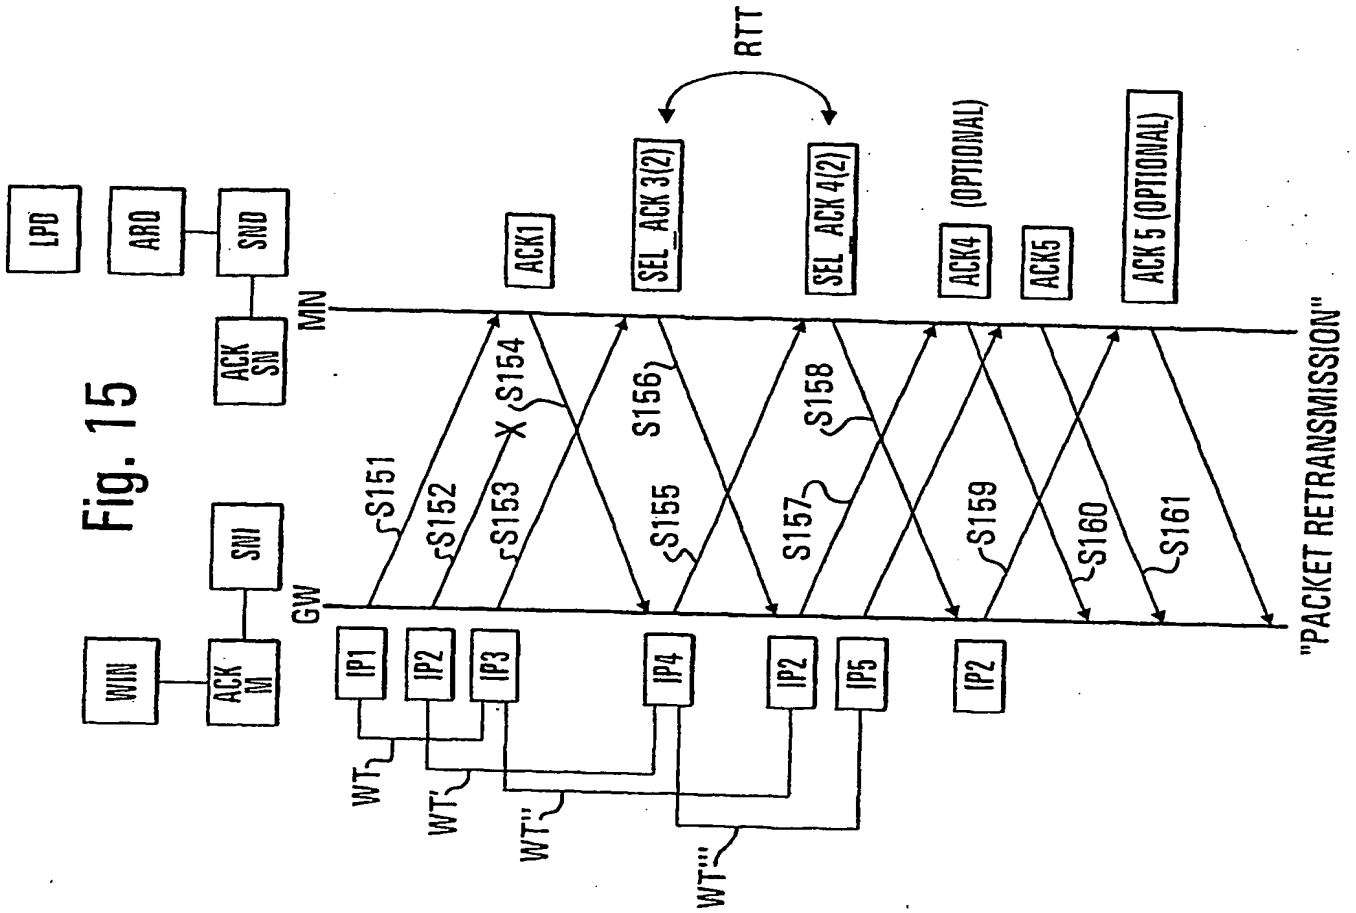 Fig. 15
WIN
ACK
M
SNI
LPD
ARQ
SND
ACK
SN
GW
MN
IP1
IP2
IP3
IP4
IP2
IP5
IP2
WT
WT'
WT"
WT'"
S151
S152
S153
X
S154
S155
S156
S157
S158
S159
S160
S161
ACK1
SEL_ACK 3(2)
SEL_ACK 4(2)
RTT
ACK4 (OPTIONAL)
ACK5
ACK 5 (OPTIONAL)
"PACKET RETRANSMISSION"